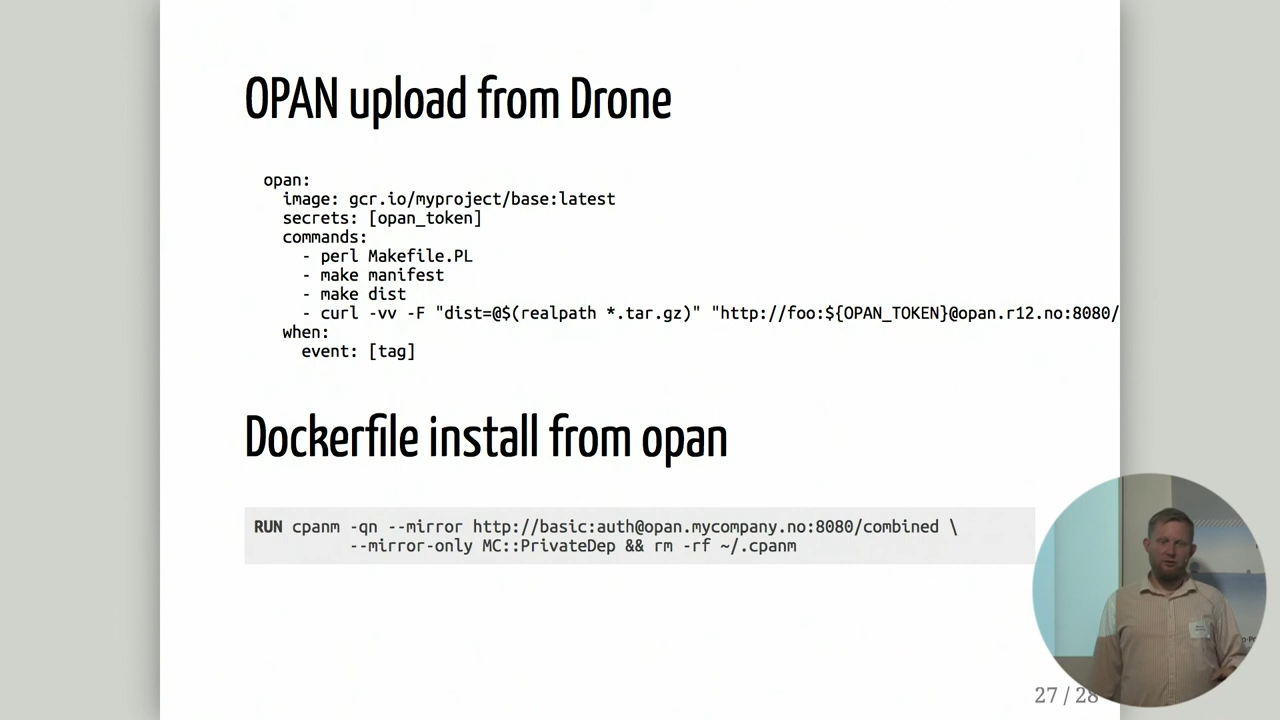 OPAN upload from Drone
opan:
image: gcr.io/myproject/base:latest
secrets: [opan_token]
commands:
- perl Makefile.PL
- make manifest
- make dist
- curl -vv -F "dist=@$(realpath *.tar.gz)" "http://foo:${OPAN_TOKEN}@opan.r12.no:8080/
when:
event: [tag]
Dockerfile install from opan
RUN cpanm -qn --mirror http://basic:auth@opan.mycompany.no:8080/combined \
--mirror-only MC::PrivateDep && rm -rf ~/.cpanm
27 / 28